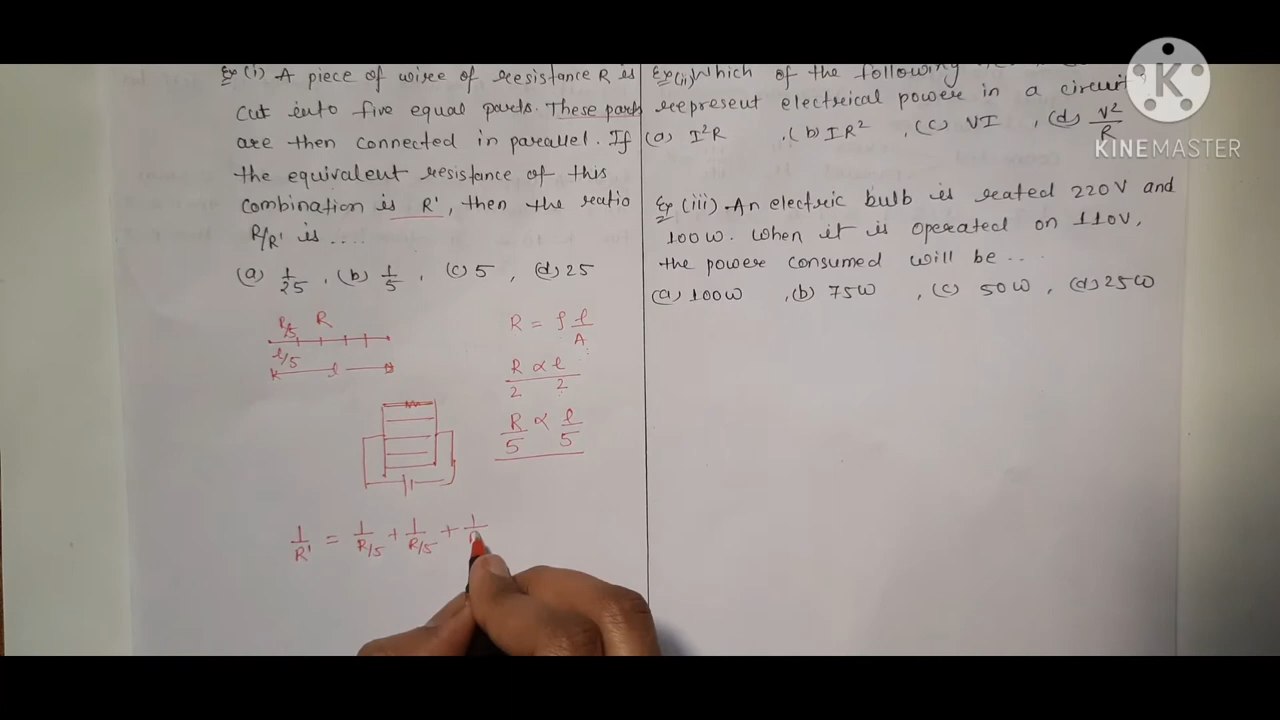 Ex (i) A piece of wire of resistance R is
cut into five equal parts. These parts
are then connected in parallel. If
the equivalent resistance of this
combination is R', then the ratio
R/R' is ....
(a) 1/25 , (b) 1/5 , (c) 5 , (d) 25
R/5 R
l/5
l
R = ρ l/A
R ∝ l
2 2
R/5 ∝ l/5
1/R' = 1/R/5 + 1/R/5 + 1/
Ex (ii) Which of the following
represent electrical power in a circuit
(a) I²R , (b) IR² , (c) VI , (d) V²/R
Ex (iii) An electric bulb is rated 220V and
100W. When it is operated on 110V,
the power consumed will be ..
(a) 100W , (b) 75W , (c) 50W , (d) 25W
K
KINEMASTER